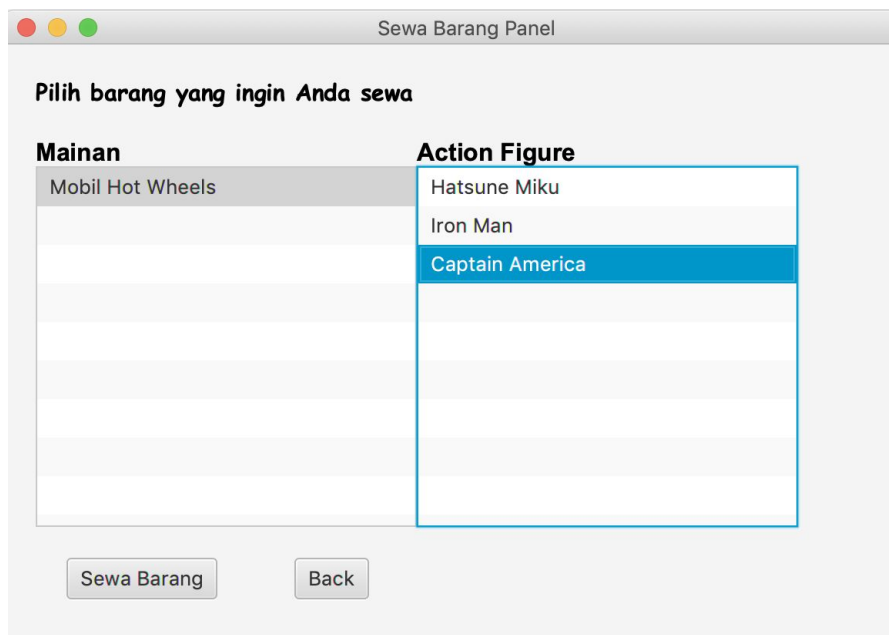 Sewa Barang Panel
Pilih barang yang ingin Anda sewa
Mainan
Mobil Hot Wheels
Action Figure
Hatsune Miku
Iron Man
Captain America
Sewa Barang
Back